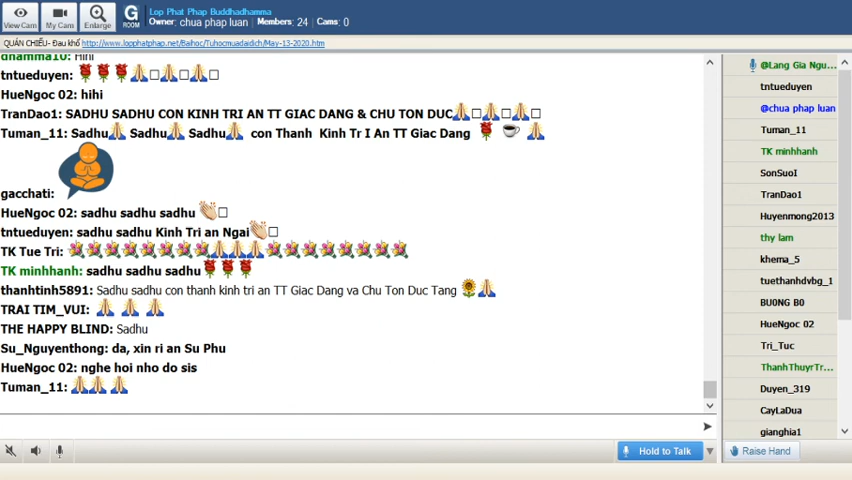 View Cam
My Cam
Enlarge
G
ROOM
Lop Phat Phap Buddhadhamma
Owner: chua phap luan Members: 24 Cams: 0
QUÁN CHIẾU- Đau khổ http://www.lopphatphap.net/Baihoc/Tuhocmuadaidich/May-13-2020.htm
dhamma10: Hihi
tntueduyen:
HueNgoc 02: hihi
TranDao1: SADHU SADHU CON KINH TRI AN TT GIAC DANG & CHU TON DUC
Tuman_11: Sadhu Sadhu Sadhu con Thanh Kinh Tr I An TT Giac Dang
gacchati:
HueNgoc 02: sadhu sadhu sadhu
tntueduyen: sadhu sadhu Kinh Tri an Ngai
TK Tue Tri:
TK minhhanh: sadhu sadhu sadhu
thanhtinh5891: Sadhu sadhu con thanh kinh tri an TT Giac Dang va Chu Ton Duc Tang
TRAI TIM_VUI:
THE HAPPY BLIND: Sadhu
Su_Nguyenthong: da, xin ri an Su Phu
HueNgoc 02: nghe hoi nho do sis
Tuman_11:
@Lang Gia Ngu...
tntueduyen
@chua phap luan
Tuman_11
TK minhhanh
SonSuoI
TranDao1
Huyenmong2013
thy lam
khema_5
tuethanhdvbg_1
BU0NG B0
HueNgoc 02
Tri_Tuc
ThanhThuyrTr...
Duyen_319
CayLaDua
gianghia1
Hold to Talk
Raise Hand